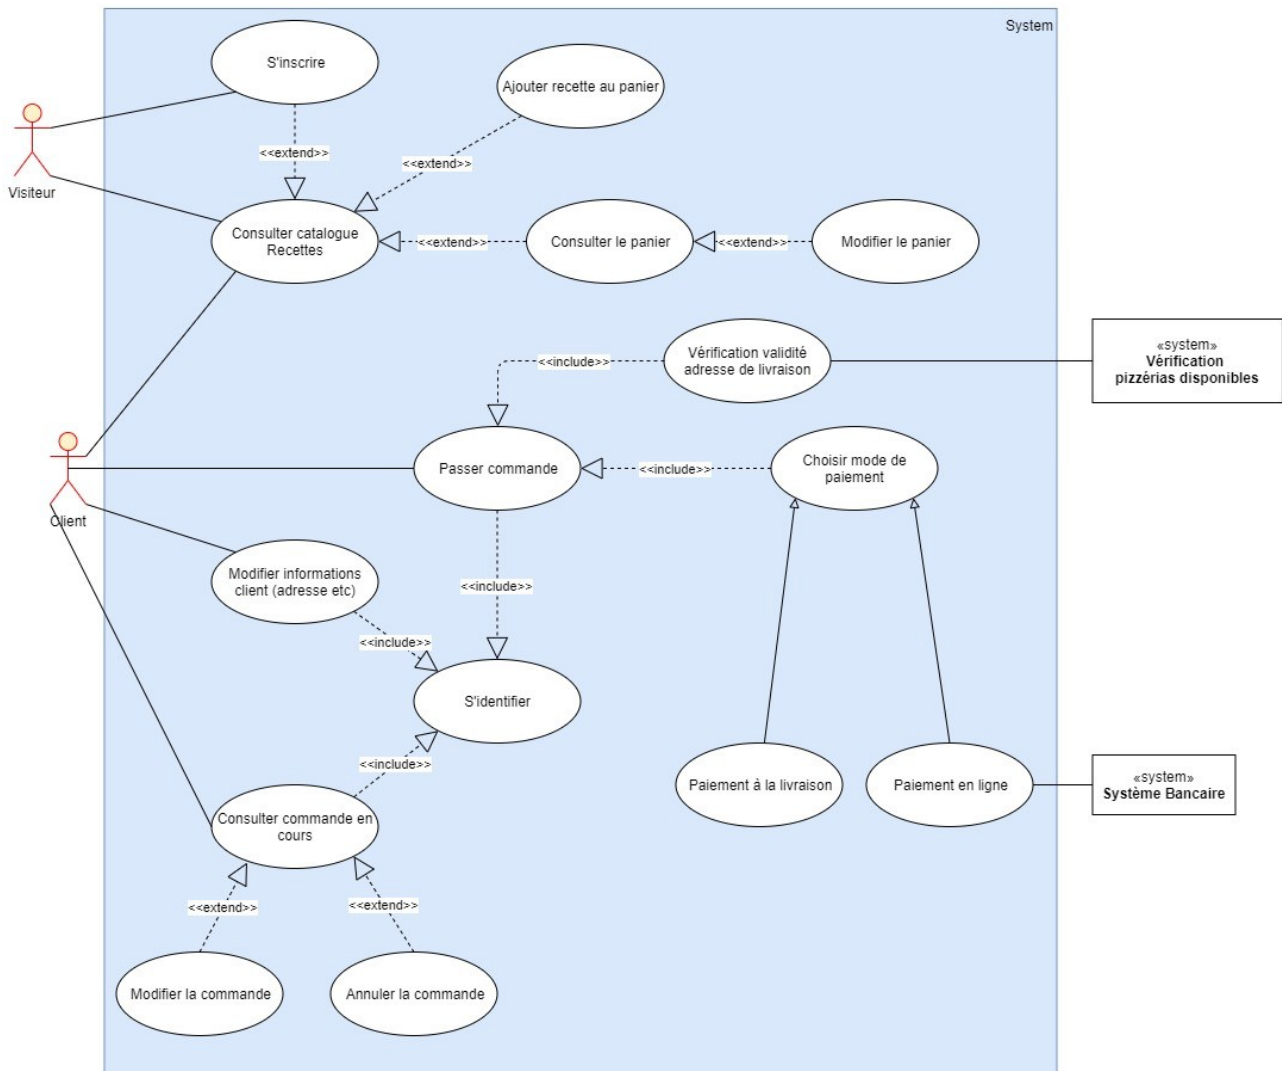 System
S'inscrire
Ajouter recette au panier
<<extend>>
<<extend>>
Visiteur
Consulter catalogue
Recettes
<<extend>>
Consulter le panier
<<extend>>
Modifier le panier
<<include>>
Vérification validité
adresse de livraison
«system»
Vérification
pizzérias disponibles
Passer commande
<<include>>
Choisir mode de
paiement
Client
Modifier informations
client (adresse etc)
<<include>>
<<include>>
S'identifier
<<include>>
Paiement à la livraison
Paiement en ligne
«system»
Système Bancaire
Consulter commande en
cours
<<extend>>
<<extend>>
Modifier la commande
Annuler la commande